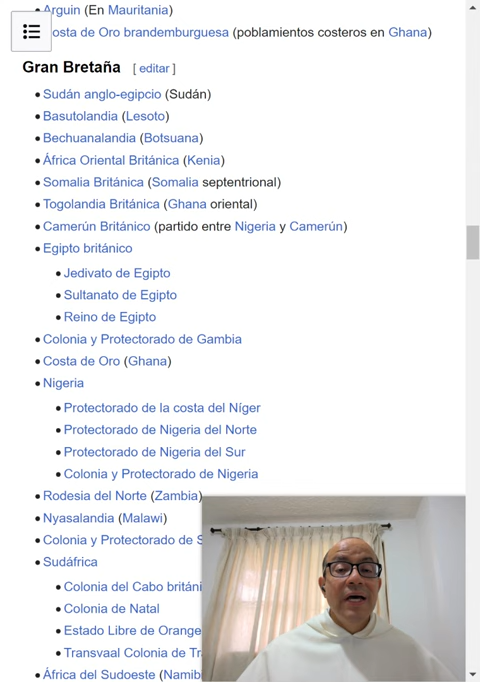 Arguin (En Mauritania)
osta de Oro brandemburguesa (poblamientos costeros en Ghana)
Gran Bretaña [ editar ]
Sudán anglo-egipcio (Sudán)
Basutolandia (Lesoto)
Bechuanalandia (Botsuana)
África Oriental Británica (Kenia)
Somalia Británica (Somalia septentrional)
Togolandia Británica (Ghana oriental)
Camerún Británico (partido entre Nigeria y Camerún)
Egipto británico
Jedivato de Egipto
Sultanato de Egipto
Reino de Egipto
Colonia y Protectorado de Gambia
Costa de Oro (Ghana)
Nigeria
Protectorado de la costa del Níger
Protectorado de Nigeria del Norte
Protectorado de Nigeria del Sur
Colonia y Protectorado de Nigeria
Rodesia del Norte (Zambia)
Nyasalandia (Malawi)
Colonia y Protectorado de S
Sudáfrica
Colonia del Cabo británi
Colonia de Natal
Estado Libre de Orange
Transvaal Colonia de Tr
África del Sudoeste (Namib